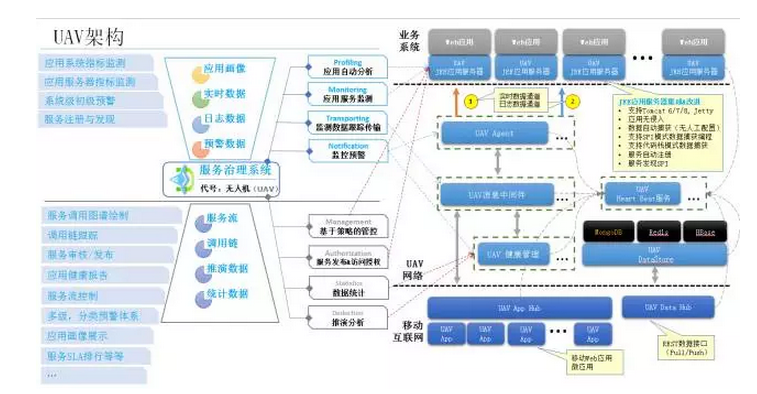 UAV架构
应用系统指标监测
应用服务器指标监测
系统级初级预警
服务注册与发现
应用画像
实时数据
日志数据
预警数据
服务治理系统
代号：无人机（UAV）
服务调用图谱绘制
调用链跟踪
服务审核/发布
应用健康报告
服务流控制
多级，分类预警体系
应用画像展示
服务SLA排行等等
...
服务流
调用链
推演数据
统计数据
Profiling
应用自动分析
Monitoring
应用服务监测
Transporting
监测数据跟踪传输
Notification
监控预警
Management
基于策略的管控
Authorization
服务发布&访问授权
Statistics
数据统计
Deduction
推演分析
业务
系统
Web应用
Web应用
Web应用
Web应用
UAV
JEE应用服务器
UAV
JEE应用服务器
UAV
JEE应用服务器
UAV
JEE应用服务器
1
实时数据通道
日志数据通道
2
支持Tomcat 6/7/8, Jetty
应用无侵入
数据自动捕获（无人工配置）
支持SPI模式数据捕获编程
支持代码栈模式数据捕获
服务自动注册
服务发现SPI
UAV Agent
...
UAV消息中间件
...
UAV
Heart Beat服务
...
UAV 健康管理
...
MongoDB
Redis
HBase
UAV
DataStore
UAV
网络
移动
互联网
UAV App Hub
UAV
App
UAV
App
UAV
App
UAV
App
UAV Data Hub
移动Web应用
微应用
REST数据接口
(Pull/Push)